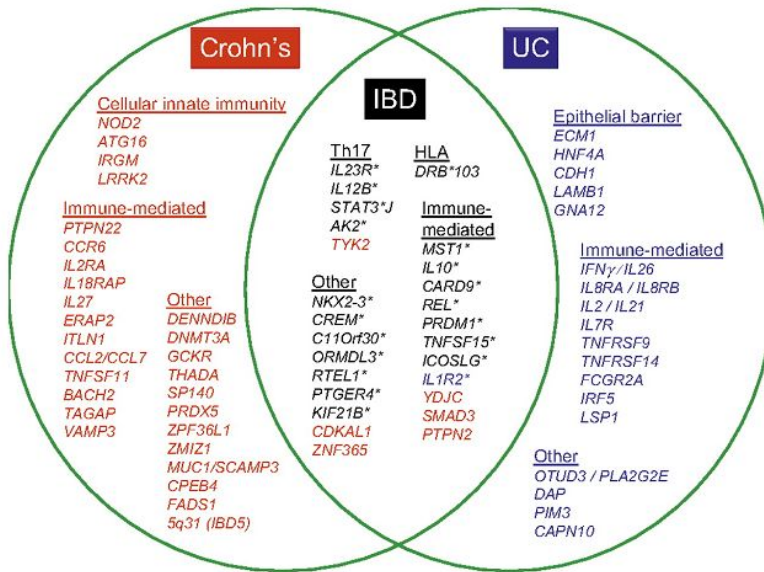 Crohn's
UC
IBD
Cellular innate immunity
NOD2
ATG16
IRGM
LRRK2
Immune-mediated
PTPN22
CCR6
IL2RA
IL18RAP
IL27
ERAP2
ITLN1
CCL2/CCL7
TNFSF11
BACH2
TAGAP
VAMP3
Other
DENNDIB
DNMT3A
GCKR
THADA
SP140
PRDX5
ZPF36L1
ZMIZ1
MUC1/SCAMP3
CPEB4
FADS1
5q31 (IBD5)
Th17
IL23R*
IL12B*
STAT3*J
AK2*
TYK2
HLA
DRB*103
Immune-
mediated
MST1*
IL10*
CARD9*
REL*
PRDM1*
TNFSF15*
ICOSLG*
IL1R2*
YDJC
SMAD3
PTPN2
Other
NKX2-3*
CREM*
C11Orf30*
ORMDL3*
RTEL1*
PTGER4*
KIF21B*
CDKAL1
ZNF365
Epithelial barrier
ECM1
HNF4A
CDH1
LAMB1
GNA12
Immune-mediated
IFNγ/IL26
IL8RA / IL8RB
IL2 / IL21
IL7R
TNFRSF9
TNFRSF14
FCGR2A
IRF5
LSP1
Other
OTUD3 / PLA2G2E
DAP
PIM3
CAPN10